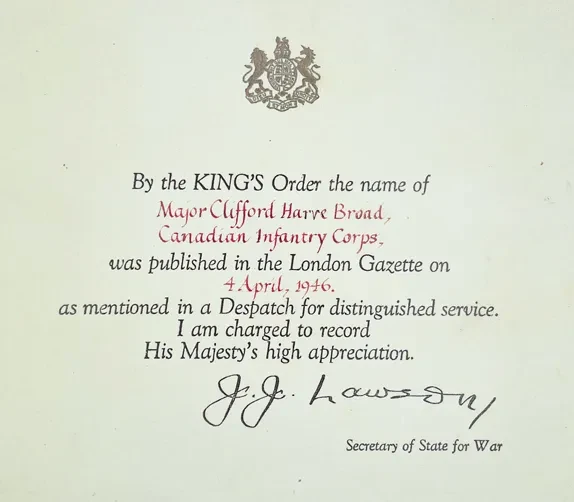 By the KING'S Order the name of
Major Clifford Harve Broad,
Canadian Infantry Corps,
was published in the London Gazette on
4 April, 1946.
as mentioned in a Despatch for distinguished service.
I am charged to record
His Majesty's high appreciation.
J.J. Lawson
Secretary of State for War